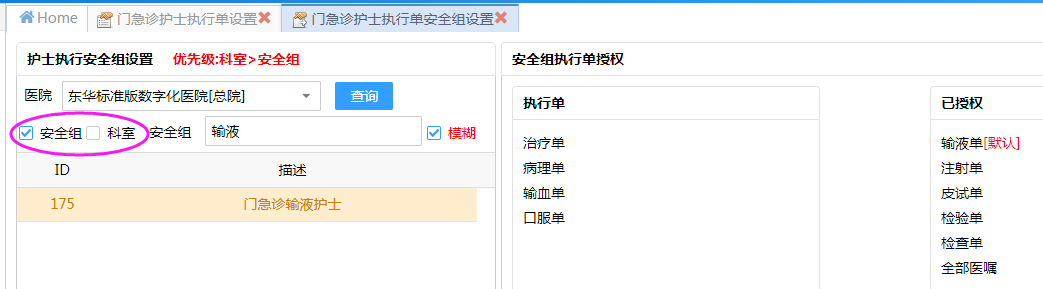 Home 门急诊护士执行单设置 门急诊护士执行单安全组设置
护士执行安全组设置 优先级:科室>安全组
医院 东华标准版数字化医院[总院] 查询
安全组 科室 安全组 输液 模糊
ID 描述
175 门急诊输液护士
安全组执行单授权
执行单
治疗单
病理单
输血单
口服单
已授权
输液单[默认]
注射单
皮试单
检验单
检查单
全部医嘱